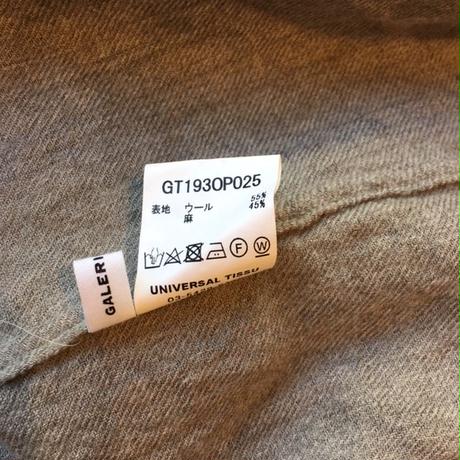 GT193OP025
表地 ウール 55%
麻 45%
F W
UNIVERSAL TISSU
GALERI